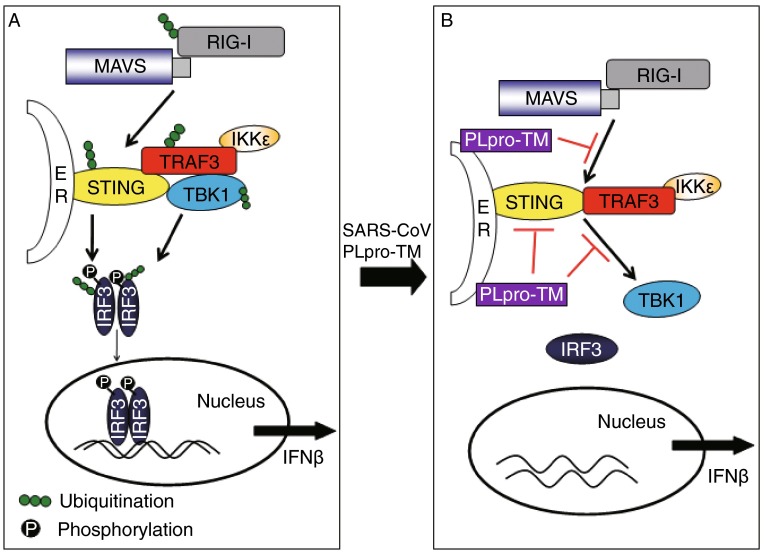 A
RIG-I
MAVS
IKKε
TRAF3
E
R
STING
TBK1
P
P
IRF3
IRF3
P
P
Nucleus
IRF3
IRF3
IFNβ
Ubiquitination
P Phosphorylation
SARS-CoV
PLpro-TM
B
RIG-I
MAVS
PLpro-TM
IKKε
E
R
STING
TRAF3
PLpro-TM
TBK1
IRF3
Nucleus
IFNβ